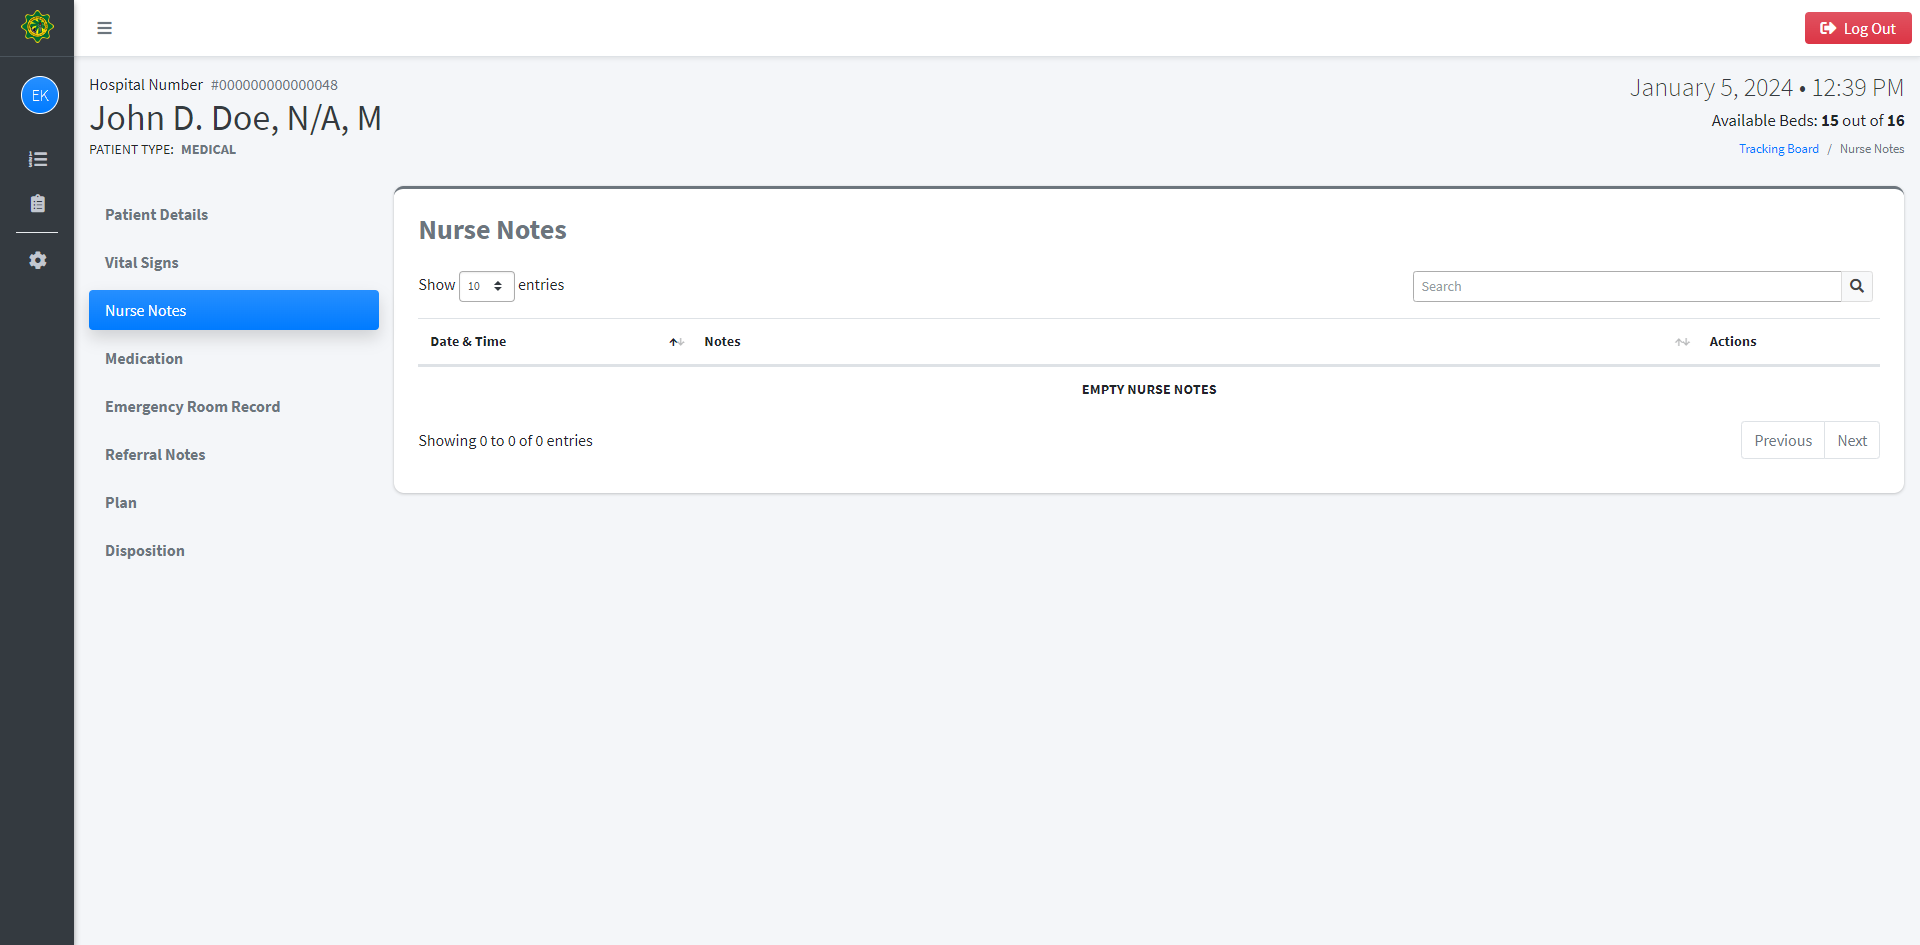 Log Out
EK
Hospital Number #000000000000048
John D. Doe, N/A, M
PATIENT TYPE: MEDICAL
January 5, 2024 • 12:39 PM
Available Beds: 15 out of 16
Tracking Board / Nurse Notes
Patient Details
Vital Signs
Nurse Notes
Medication
Emergency Room Record
Referral Notes
Plan
Disposition
Nurse Notes
Show 10 entries
Search
Date & Time Notes Actions
EMPTY NURSE NOTES
Showing 0 to 0 of 0 entries
Previous Next